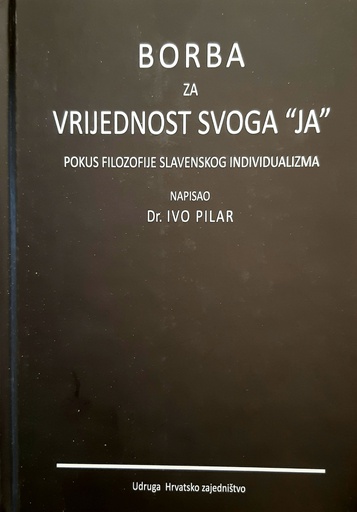 BORBA
ZA
VRIJEDNOST SVOGA "JA"
POKUS FILOZOFIJE SLAVENSKOG INDIVIDUALIZMA
NAPISAO
Dr. IVO PILAR
Udruga Hrvatsko zajedništvo